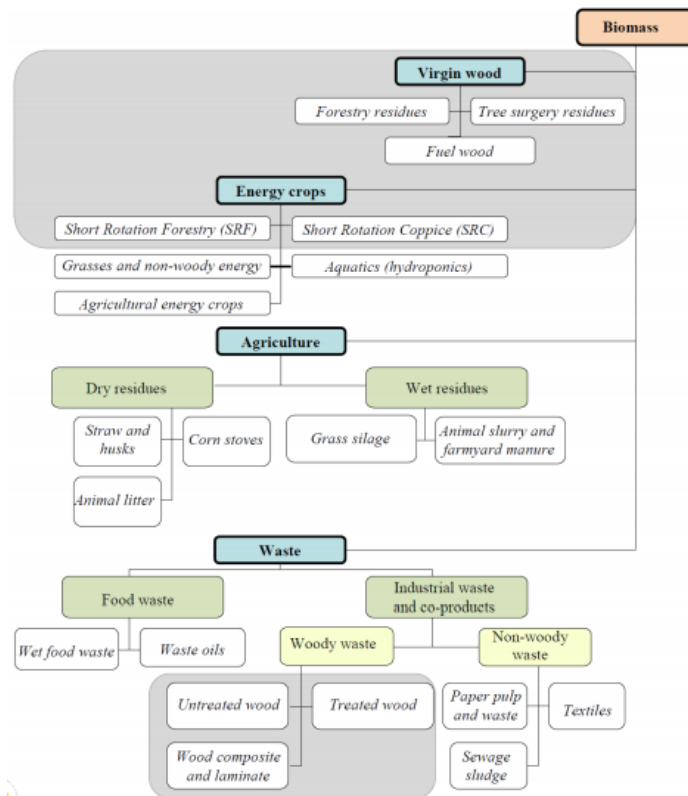 Biomass
Virgin wood
Forestry residues
Tree surgery residues
Fuel wood
Energy crops
Short Rotation Forestry (SRF)
Short Rotation Coppice (SRC)
Grasses and non-woody energy
Aquatics (hydroponics)
Agricultural energy crops
Agriculture
Dry residues
Wet residues
Straw and
husks
Corn stoves
Grass silage
Animal slurry and
farmyard manure
Animal litter
Waste
Food waste
Industrial waste
and co-products
Wet food waste
Waste oils
Woody waste
Non-woody
waste
Untreated wood
Treated wood
Paper pulp
and waste
Textiles
Wood composite
and laminate
Sewage
sludge